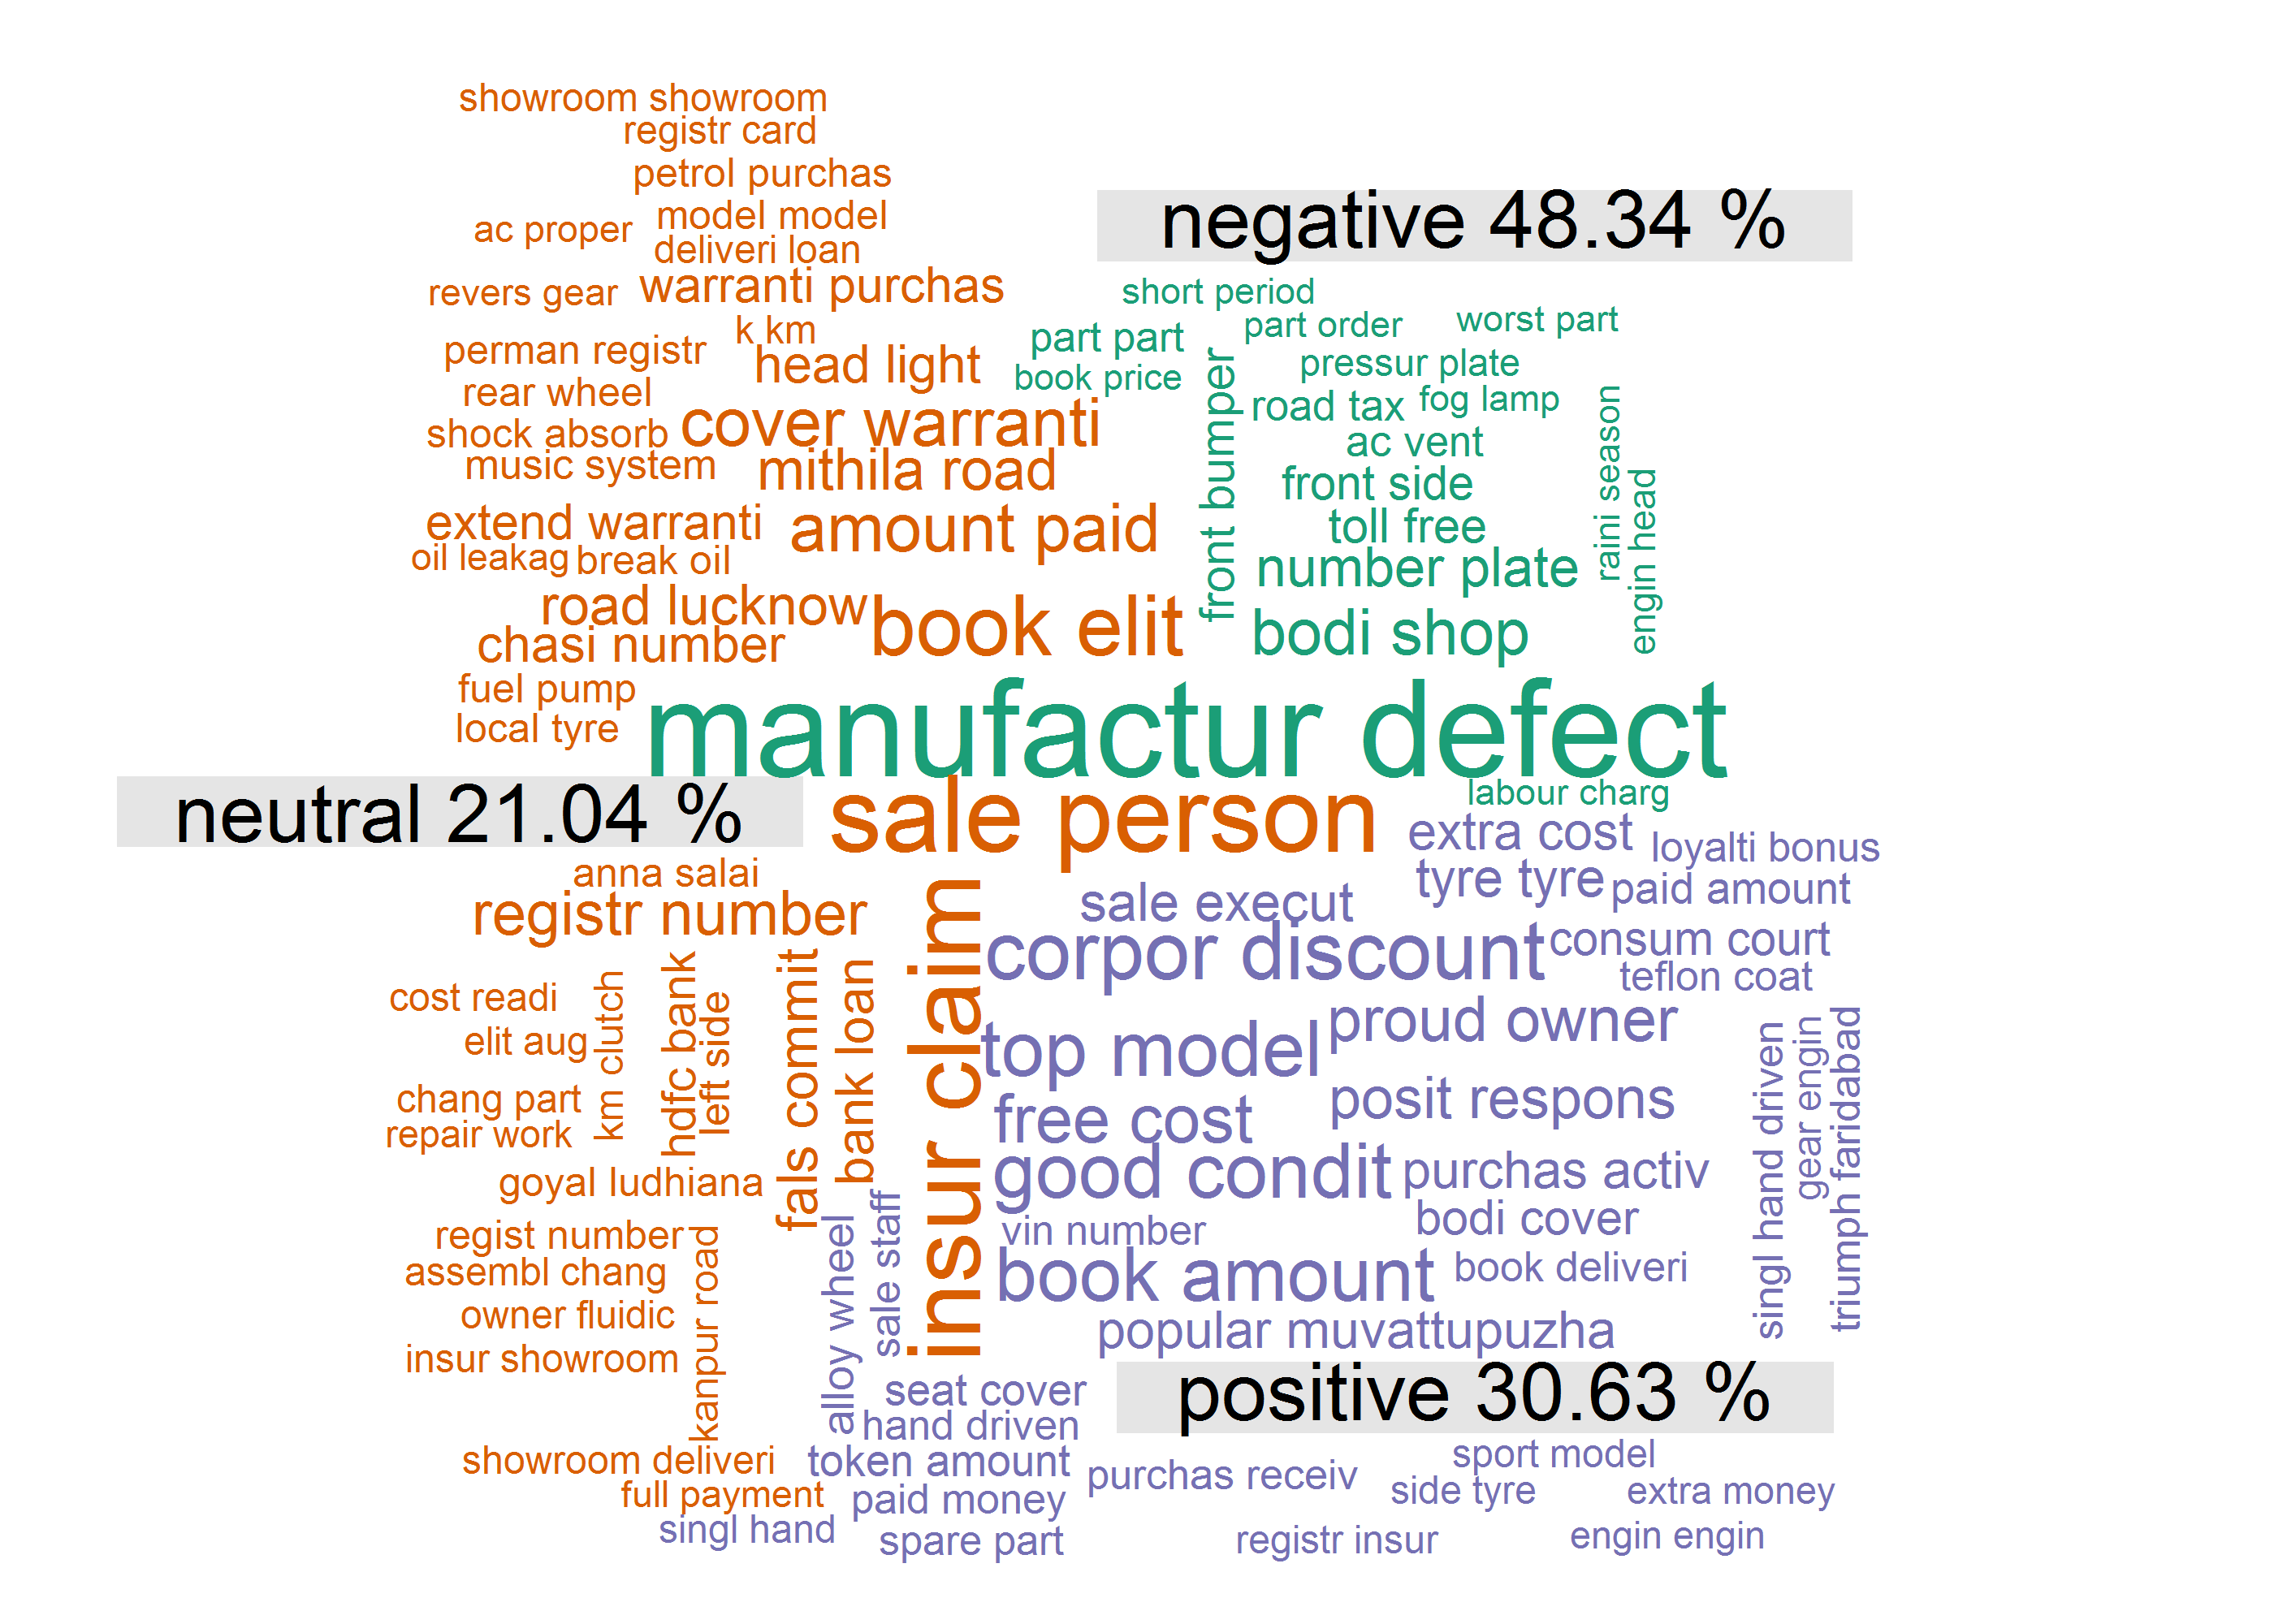 showroom showroom
registr card
petrol purchas
model model
ac proper
deliveri loan
warranti purchas
revers gear
k km
perman registr
head light
rear wheel
cover warranti
shock absorb
music system
mithila road
extend warranti
amount paid
oil leakag
break oil
road lucknow
book elit
chasi number
fuel pump
local tyre
negative 48.34 %
short period
part order
worst part
part part
pressur plate
book price
front bumper
road tax
fog lamp
ac vent
raini season
front side
toll free
engin head
number plate
bodi shop
manufactur defect
neutral 21.04 %
sale person
labour charg
extra cost
loyalti bonus
anna salai
tyre tyre
paid amount
registr number
sale execut
insur claim
corpor discount
consum court
teflon coat
cost readi
km clutch
hdfc bank
left side
fals commit
bank loan
elit aug
top model
proud owner
singl hand driven
gear engin
triumph faridabad
chang part
repair work
free cost
posit respons
goyal ludhiana
good condit
purchas activ
regist number
alloy wheel
sale staff
vin number
bodi cover
assembl chang
kanpur road
book amount
book deliveri
owner fluidic
insur showroom
popular muvattupuzha
seat cover
positive 30.63 %
hand driven
showroom deliveri
token amount
purchas receiv
sport model
full payment
paid money
side tyre
extra money
singl hand
spare part
registr insur
engin engin